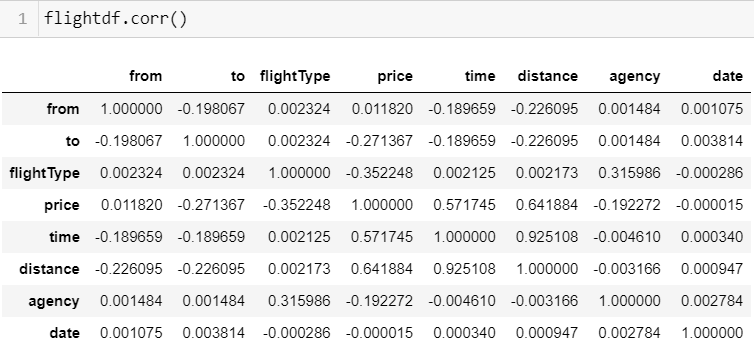 1 flightdf.corr()
from to flightType price time distance agency date
from 1.000000 -0.198067 0.002324 0.011820 -0.189659 -0.226095 0.001484 0.001075
to -0.198067 1.000000 0.002324 -0.271367 -0.189659 -0.226095 0.001484 0.003814
flightType 0.002324 0.002324 1.000000 -0.352248 0.002125 0.002173 0.315986 -0.000286
price 0.011820 -0.271367 -0.352248 1.000000 0.571745 0.641884 -0.192272 -0.000015
time -0.189659 -0.189659 0.002125 0.571745 1.000000 0.925108 -0.004610 0.000340
distance -0.226095 -0.226095 0.002173 0.641884 0.925108 1.000000 -0.003166 0.000947
agency 0.001484 0.001484 0.315986 -0.192272 -0.004610 -0.003166 1.000000 0.002784
date 0.001075 0.003814 -0.000286 -0.000015 0.000340 0.000947 0.002784 1.000000